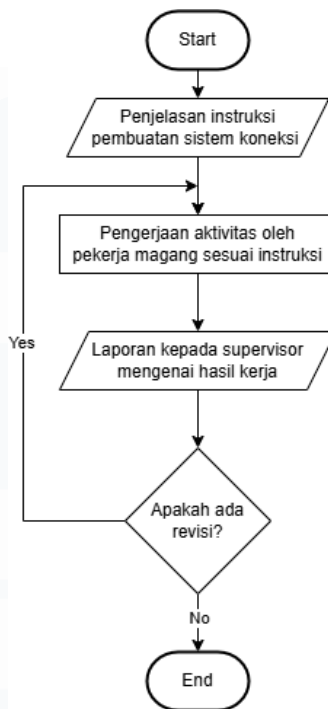 Start
Penjelasan instruksi
pembuatan sistem koneksi
Pengerjaan aktivitas oleh
pekerja magang sesuai instruksi
Yes
Laporan kepada supervisor
mengenai hasil kerja
Apakah ada
revisi?
No
End